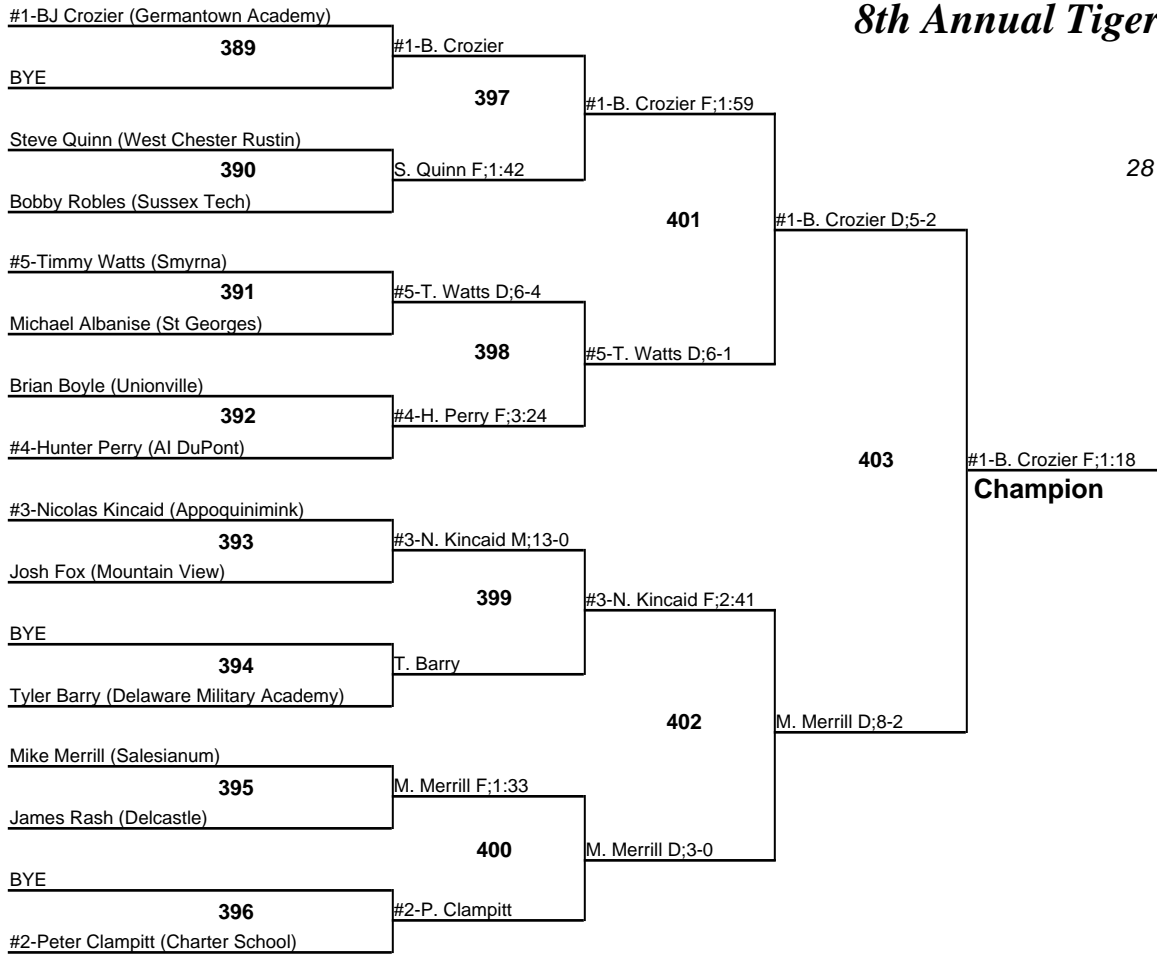 #1-BJ Crozier (Germantown Academy)
8th Annual Tiger
389
#1-B. Crozier
BYE
397
#1-B. Crozier F;1:59
Steve Quinn (West Chester Rustin)
390
S. Quinn F;1:42
28
Bobby Robles (Sussex Tech)
401
#1-B. Crozier D;5-2
#5-Timmy Watts (Smyrna)
391
#5-T. Watts D;6-4
Michael Albanise (St Georges)
398
#5-T. Watts D;6-1
Brian Boyle (Unionville)
392
#4-H. Perry F;3:24
#4-Hunter Perry (AI DuPont)
403
#1-B. Crozier F;1:18
Champion
#3-Nicolas Kincaid (Appoquinimink)
393
#3-N. Kincaid M;13-0
Josh Fox (Mountain View)
399
#3-N. Kincaid F;2:41
BYE
394
T. Barry
Tyler Barry (Delaware Military Academy)
402
M. Merrill D;8-2
Mike Merrill (Salesianum)
395
M. Merrill F;1:33
James Rash (Delcastle)
400
M. Merrill D;3-0
BYE
396
#2-P. Clampitt
#2-Peter Clampitt (Charter School)